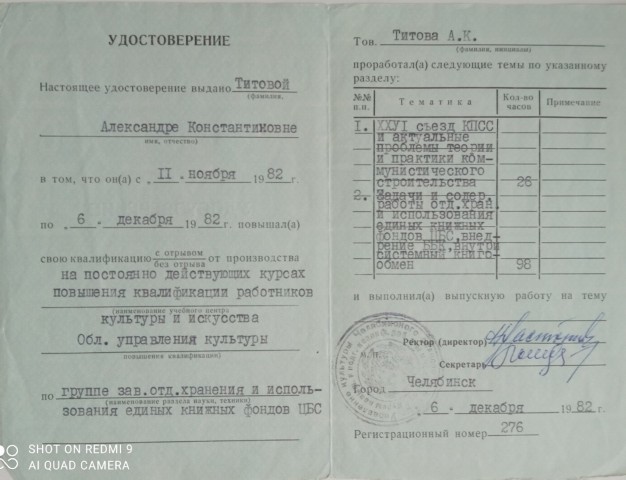 УДОСТОВЕРЕНИЕ
Настоящее удостоверение выдано Титовой
(фамилия,
Александре Константиновне
имя, отчество)
в том, что он(а) с „ II. ноября 1982 г.
по „ 6 „ декабря 1982 г. повышал(а)
свою квалификацию с отрывом от производства
без отрыва
на постоянно действующих курсах
повышения квалификации работников
(наименование учебного центра
культуры и искусства
Обл. управления культуры
повышения квалификации)
по группе зав.отд.хранения и исполь-
(наименование раздела науки, техники)
зования единых книжных фондов ЦБС
Тов. Титова А.К.
(фамилия, инициалы)
проработал(а) следующие темы по указанному
разделу:
№№ п.п. Тематика Кол-во часов Примечание
I. XXVI съезд КПСС
и актуальные
проблемы теории
и практики ком-
мунистического
строительства 26
2. Задачи и содер.
работы отд.хран.
и использования
единых книжных
фондов ЦБС,внед-
рение ББК,внутри
системный книго-
обмен 98
и выполнил(а) выпускную работу на тему
Ректор (директор)
М. П.
Секретарь
Город Челябинск
„ 6 „ декабря 1982 г.
Регистрационный номер 276
SHOT ON REDMI 9
AI QUAD CAMERA